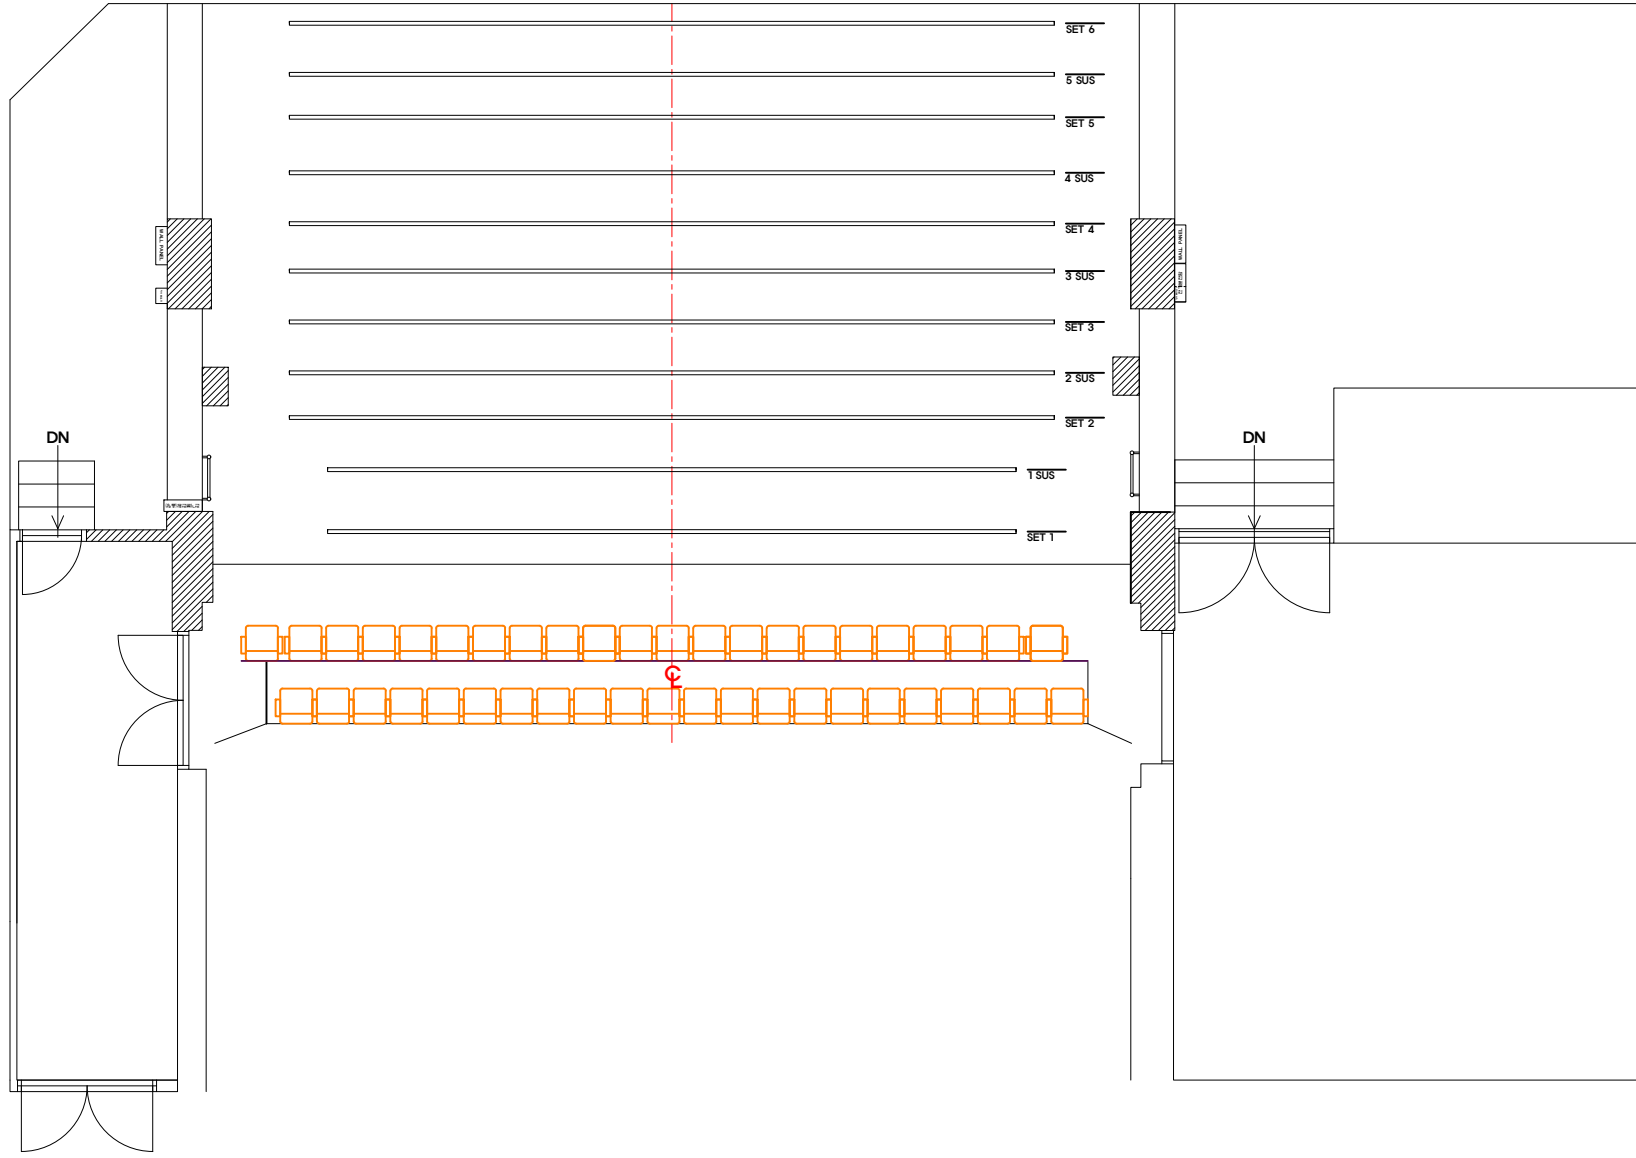 SET 6
5 SUS
SET 5
4 SUS
SET 4
WALL PANEL
WALL PANEL
3 SUS
SET 3
2 SUS
SET 2
DN
DN
1 SUS
SET 1